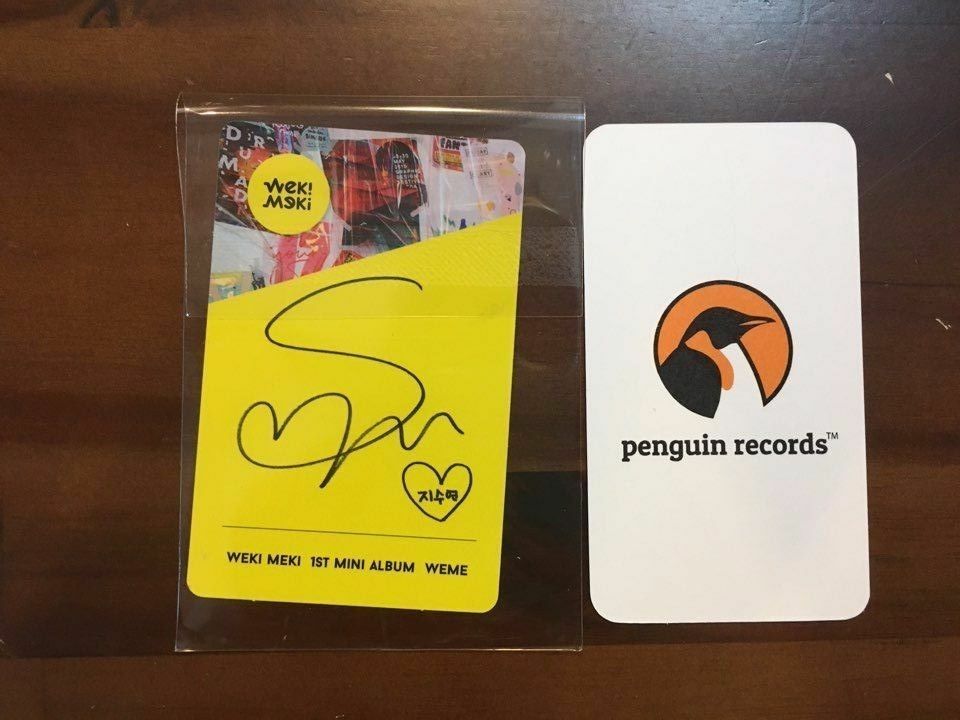 WEKI
MEKI
지수연
WEKI MEKI 1ST MINI ALBUM WEME
penguin records™